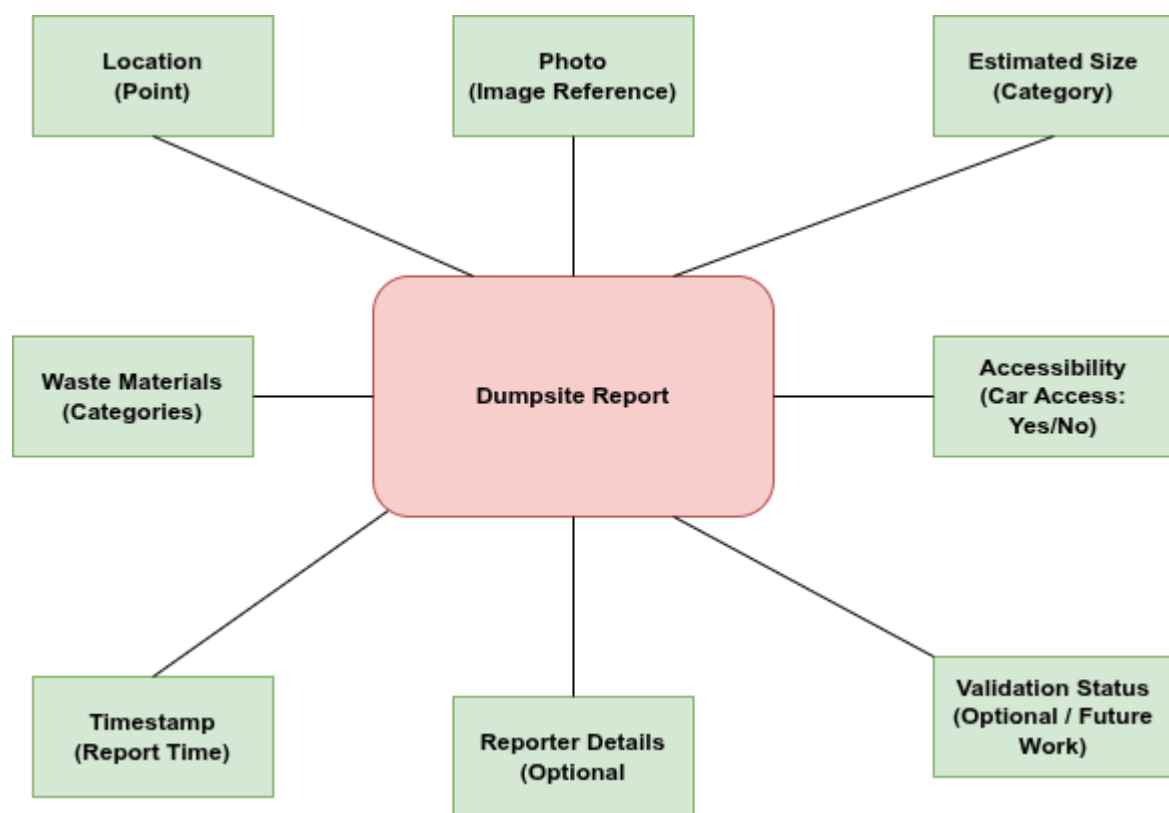 Location
(Point)
Photo
(Image Reference)
Estimated Size
(Category)
Waste Materials
(Categories)
Dumpsite Report
Accessibility
(Car Access:
Yes/No)
Timestamp
(Report Time)
Reporter Details
(Optional
Validation Status
(Optional / Future
Work)